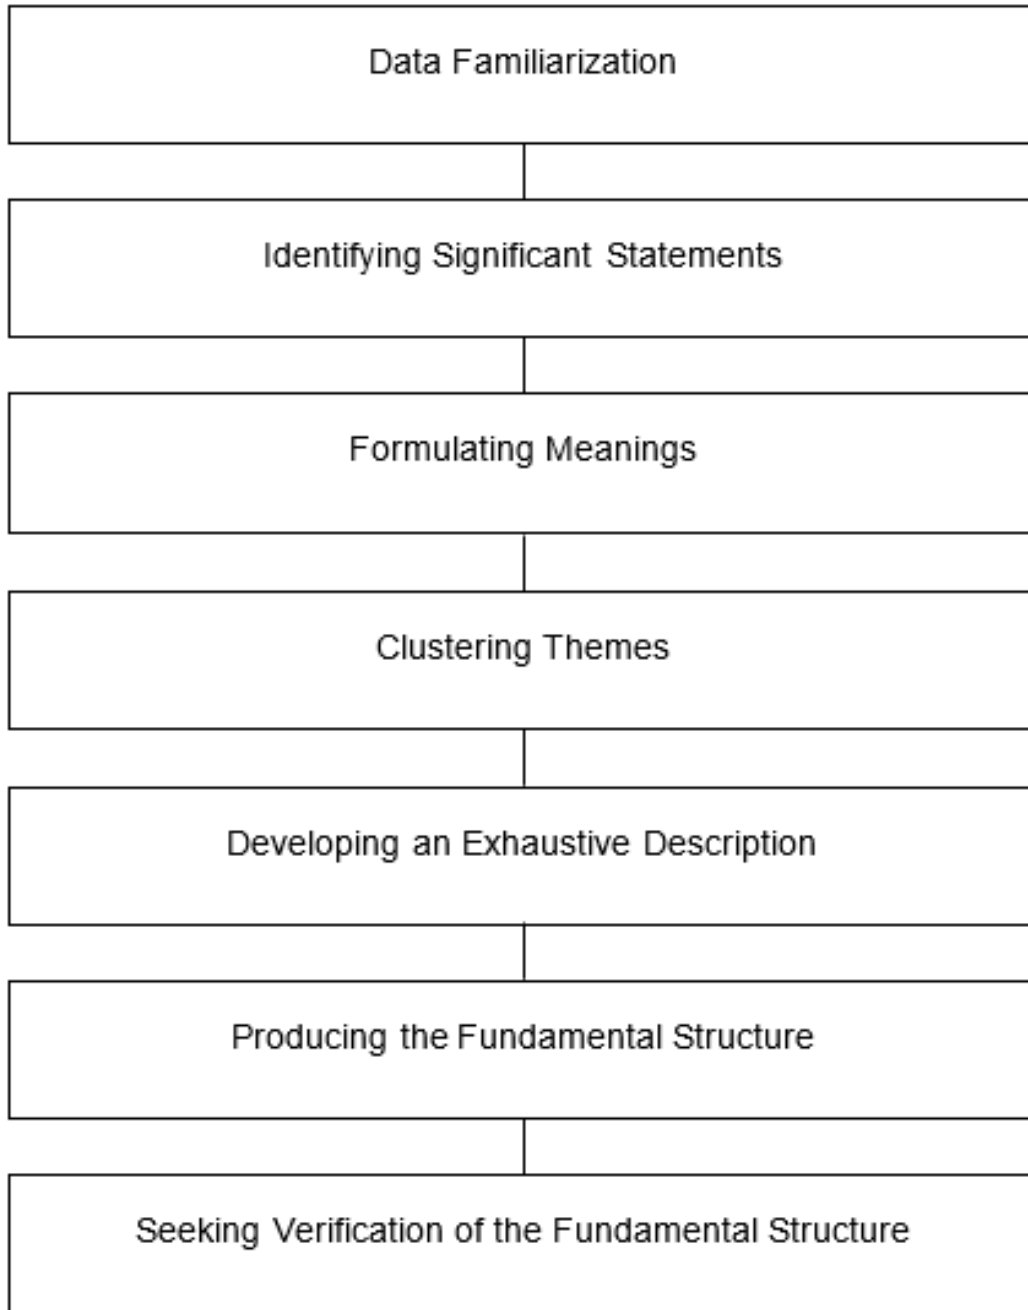 Data Familiarization
Identifying Significant Statements
Formulating Meanings
Clustering Themes
Developing an Exhaustive Description
Producing the Fundamental Structure
Seeking Verification of the Fundamental Structure